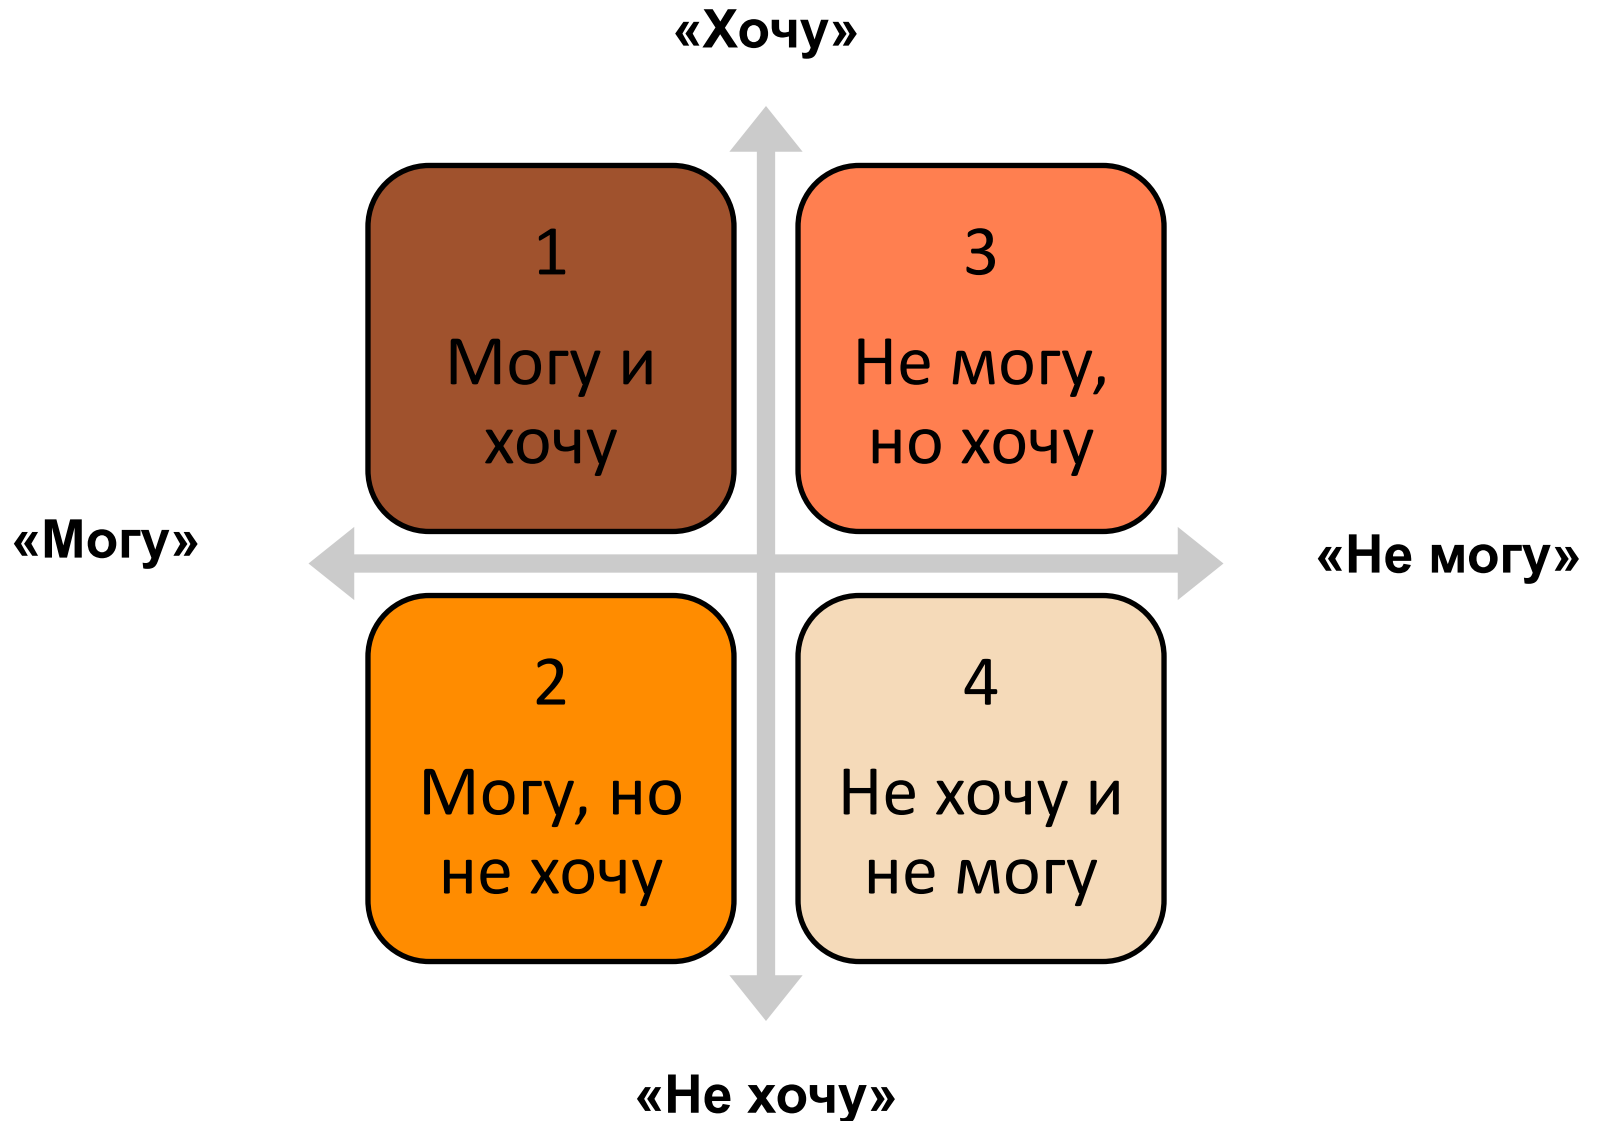 «Хочу»
1
Могу и
хочу
3
Не могу,
но хочу
«Могу»
«Не могу»
2
Могу, но
не хочу
4
Не хочу и
не могу
«Не хочу»